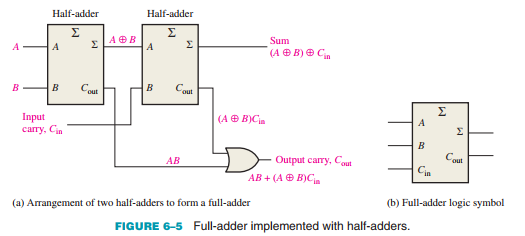 Half-adder Half-adder
Σ Σ
A A Σ A ⊕ B A Σ Sum
(A ⊕ B) ⊕ Cin
B B Cout B Cout
Input
carry, Cin
(A ⊕ B)Cin
AB
Output carry, Cout
AB + (A ⊕ B)Cin
Σ
A
Σ
B
Cout
Cin
(a) Arrangement of two half-adders to form a full-adder
(b) Full-adder logic symbol
FIGURE 6–5 Full-adder implemented with half-adders.